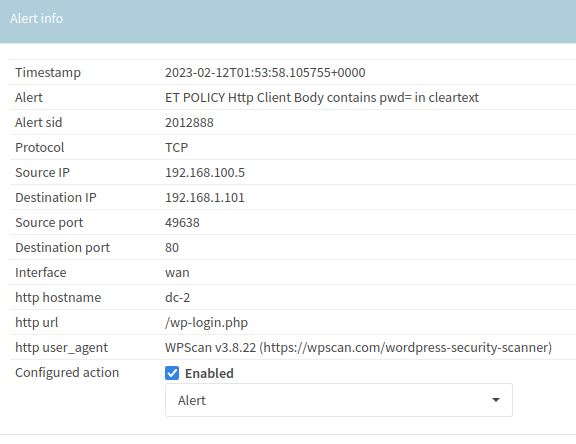 Alert info
Timestamp 2023-02-12T01:53:58.105755+0000
Alert ET POLICY Http Client Body contains pwd= in cleartext
Alert sid 2012888
Protocol TCP
Source IP 192.168.100.5
Destination IP 192.168.1.101
Source port 49638
Destination port 80
Interface wan
http hostname dc-2
http url /wp-login.php
http user_agent WPScan v3.8.22 (https://wpscan.com/wordpress-security-scanner)
Configured action Enabled
Alert